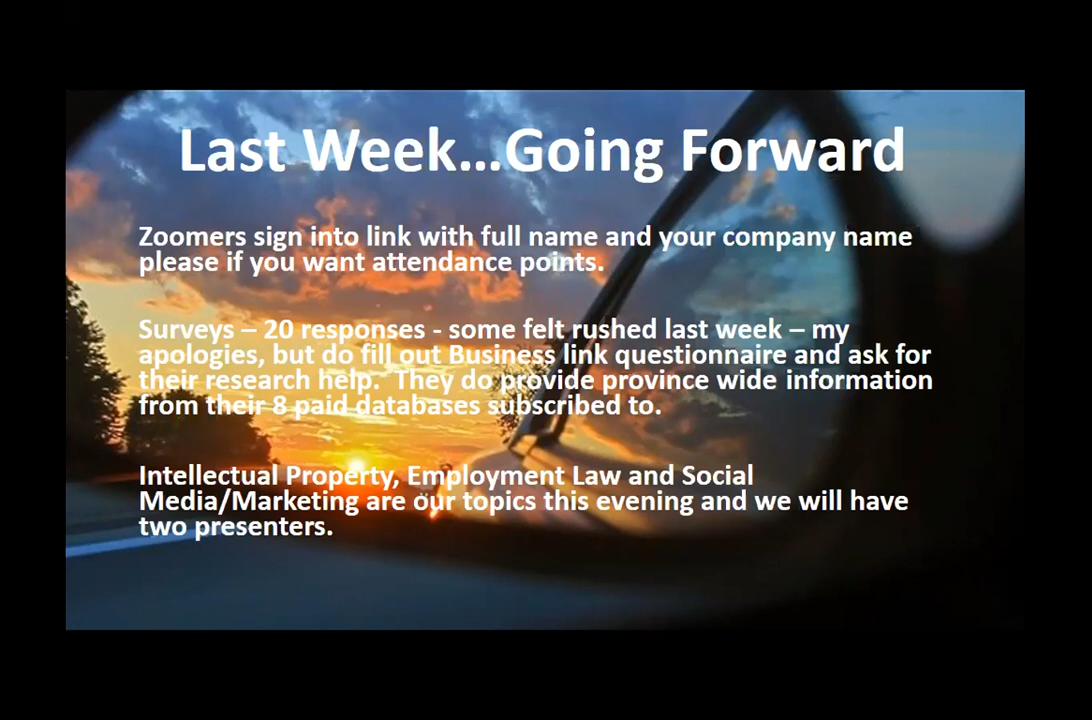 Last Week...Going Forward
Zoomers sign into link with full name and your company name
please if you want attendance points.
Surveys – 20 responses - some felt rushed last week – my
apologies, but do fill out Business link questionnaire and ask for
their research help.  They do provide province wide information
from their 8 paid databases subscribed to.
Intellectual Property, Employment Law and Social
Media/Marketing are our topics this evening and we will have
two presenters.